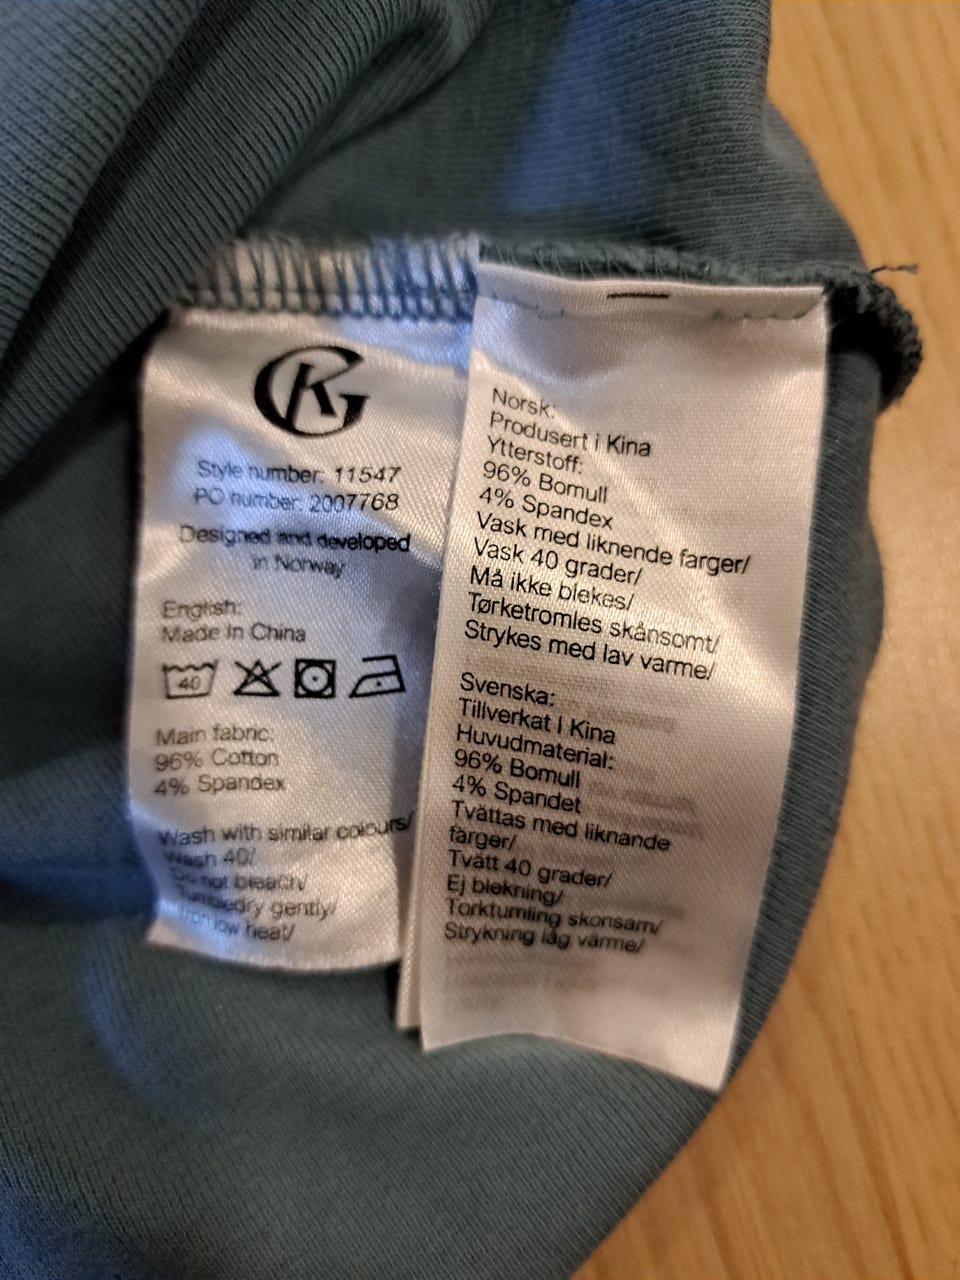 GK
Style number: 11547
PO number: 2007768
Designed and developed
in Norway
English:
Made In China
40
Main fabric:
96% Cotton
4% Spandex
Wash with similar colours/
Wash 40/
Do not bleach/
Tumbledry gently/
Iron low heat/
Norsk:
Produsert i Kina
Ytterstoff:
96% Bomull
4% Spandex
Vask med liknende farger/
Vask 40 grader/
Må ikke blekes/
Tørketromles skånsomt/
Strykes med lav varme/
Svenska:
Tillverkat I Kina
Huvudmaterial:
96% Bomull
4% Spandet
Tvättas med liknande
färger/
Tvätt 40 grader/
Ej blekning/
Torktumling skonsam/
Strykning låg värme/